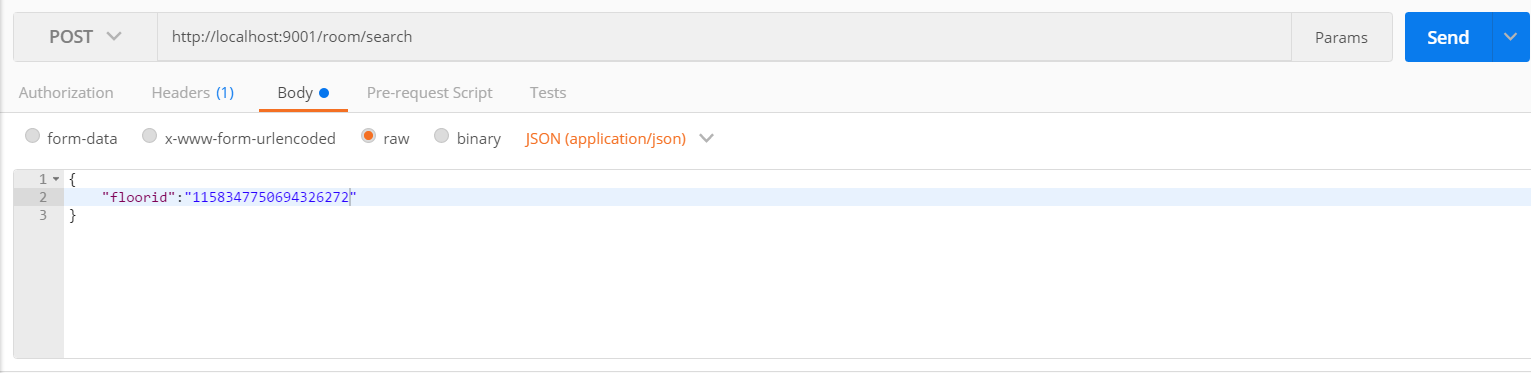 POST http://localhost:9001/room/search Params Send
Authorization Headers (1) Body Pre-request Script Tests
form-data x-www-form-urlencoded raw binary JSON (application/json)
1 {
2 "floorid":"1158347750694326272"
3 }